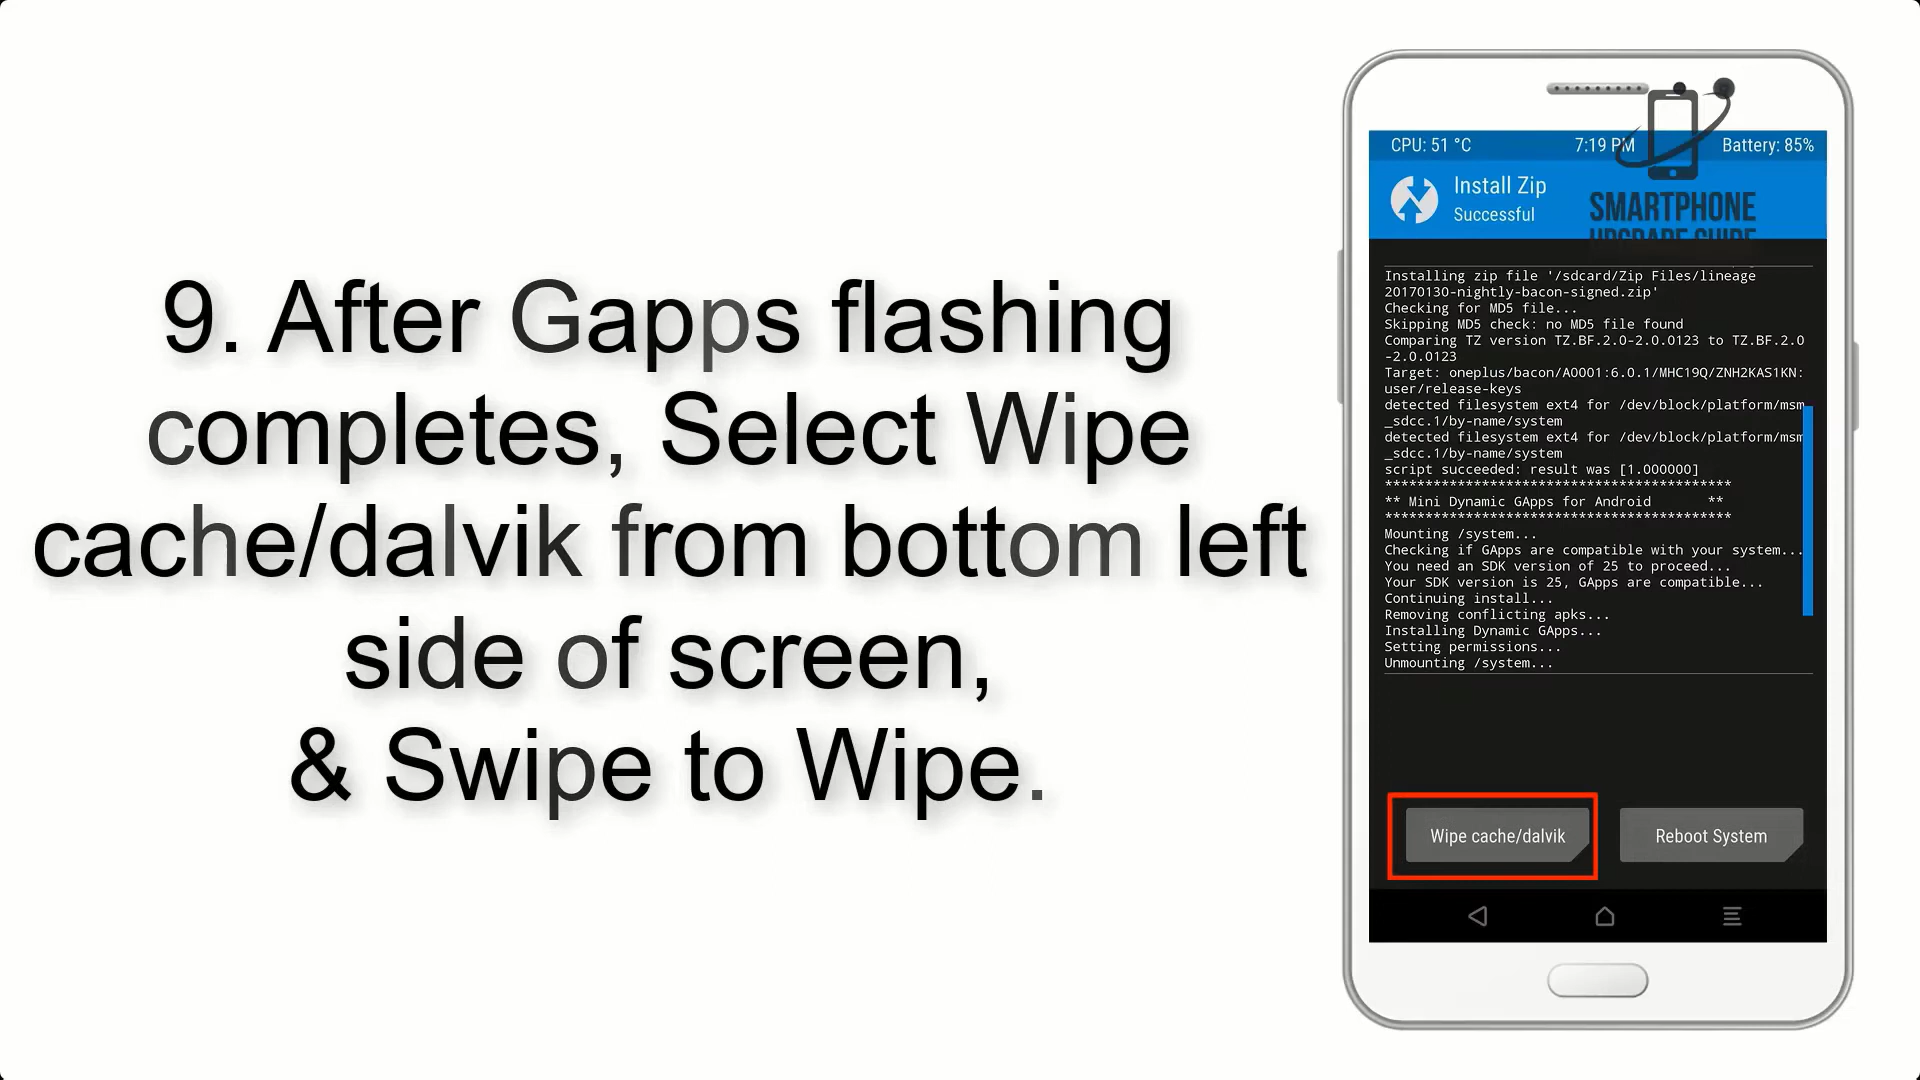 9. After Gapps flashing
completes, Select Wipe
cache/dalvik from bottom left
side of screen,
& Swipe to Wipe.
CPU: 51 °C 7:19 PM Battery: 85%
Install Zip
Successful
SMARTPHONE
UPGRADE GUIDE
Installing zip file '/sdcard/Zip Files/lineage
20170130-nightly-bacon-signed.zip'
Checking for MD5 file...
Skipping MD5 check: no MD5 file found
Comparing TZ version TZ.BF.2.0-2.0.0123 to TZ.BF.2.0
-2.0.0123
Target: oneplus/bacon/A0001:6.0.1/MHC19Q/ZNH2KAS1KN:
user/release-keys
detected filesystem ext4 for /dev/block/platform/msm
_sdcc.1/by-name/system
detected filesystem ext4 for /dev/block/platform/msm
_sdcc.1/by-name/system
script succeeded: result was [1.000000]
*******************************************
** Mini Dynamic GApps for Android **
*******************************************
Mounting /system...
Checking if GApps are compatible with your system...
You need an SDK version of 25 to proceed...
Your SDK version is 25, GApps are compatible...
Continuing install...
Removing conflicting apks...
Installing Dynamic GApps...
Setting permissions...
Unmounting /system...
Wipe cache/dalvik Reboot System